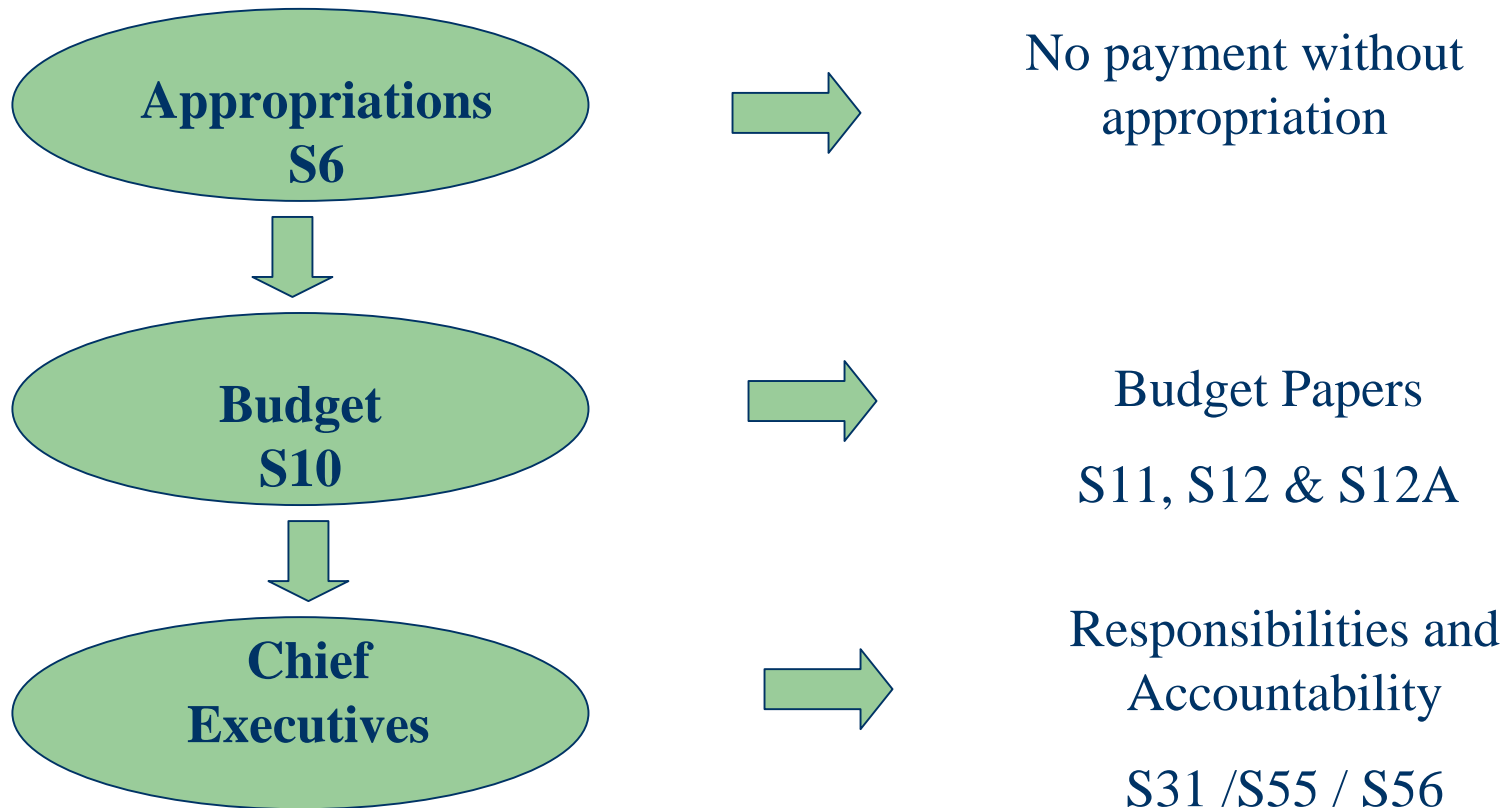 Appropriations
S6
No payment without
appropriation
Budget
S10
Budget Papers
S11, S12 & S12A
Chief
Executives
Responsibilities and
Accountability
S31 /S55 / S56